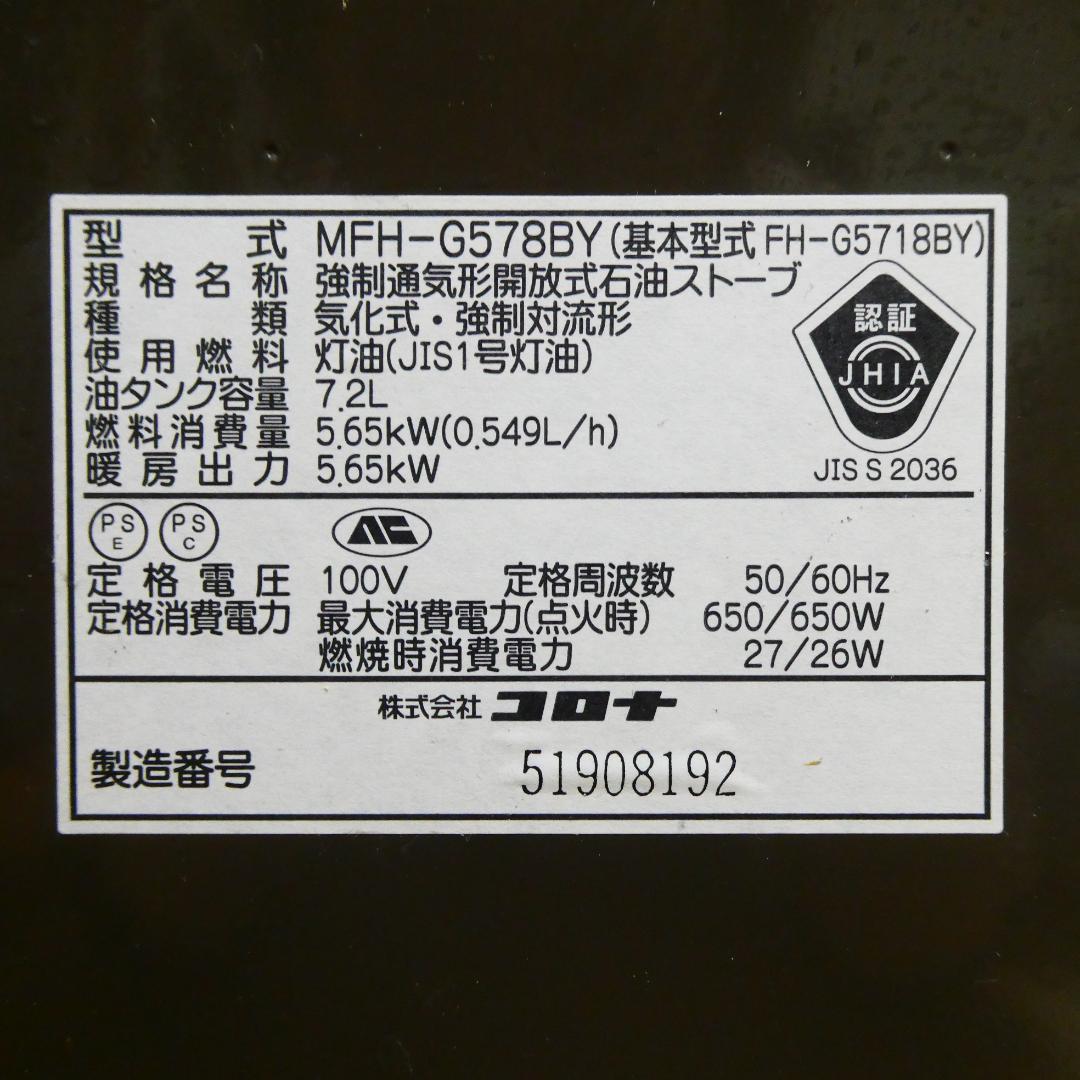 型式 MFH-G578BY(基本型式 FH-G5718BY)
規格名称 強制通気形開放式石油ストーブ
種類 気化式・強制対流形
使用燃料 灯油(JIS1号灯油)
油タンク容量 7.2L
燃料消費量 5.65kW(0.549L/h)
暖房出力 5.65kW
認証
JHIA
JIS S 2036
PS E PS C
定格電圧 100V 定格周波数 50/60Hz
定格消費電力 最大消費電力(点火時) 650/650W
燃焼時消費電力 27/26W
株式会社 コロナ
製造番号 51908192